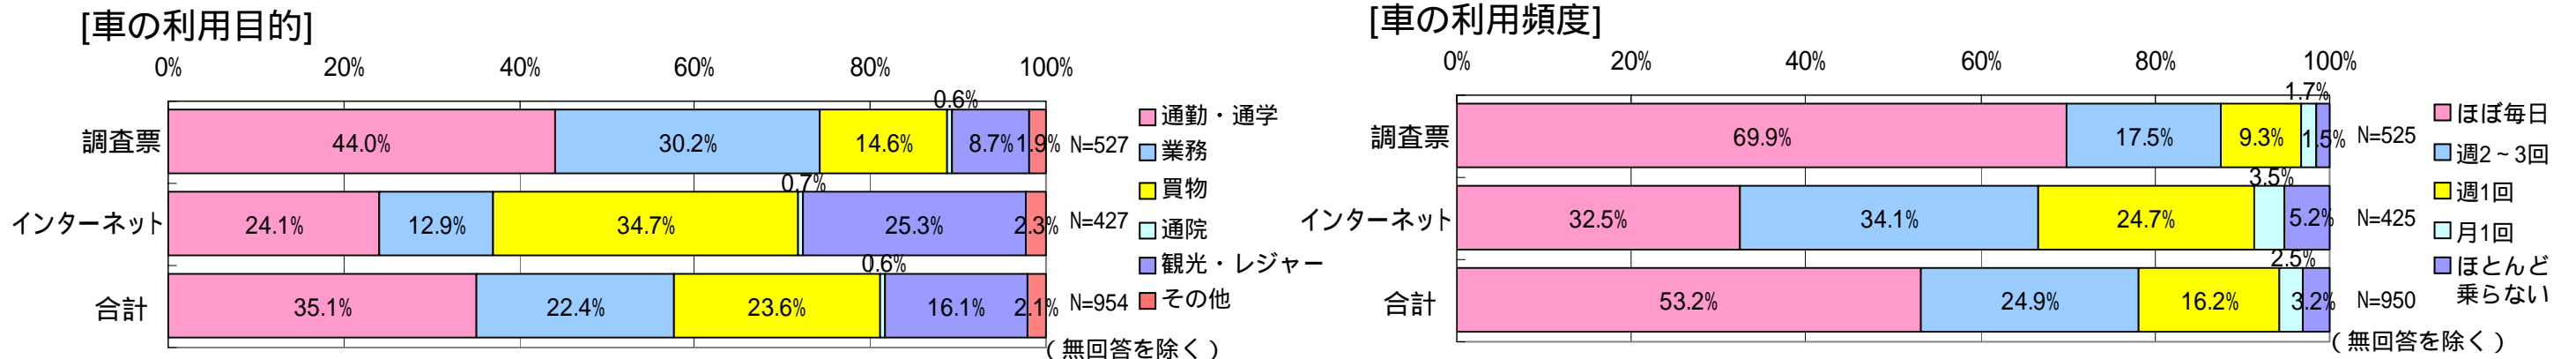 [車の利用目的]
0% 20% 40% 60% 80% 100%
0.6%
調査票 44.0% 30.2% 14.6% 8.7% 1.9% N=527
0.7%
インターネット 24.1% 12.9% 34.7% 25.3% 2.3% N=427
0.6%
合計 35.1% 22.4% 23.6% 16.1% 2.1% N=954
通勤・通学
業務
買物
通院
観光・レジャー
その他
(無回答を除く)
[車の利用頻度]
0% 20% 40% 60% 80% 100%
1.7%
調査票 69.9% 17.5% 9.3% 1.5% N=525
3.5%
インターネット 32.5% 34.1% 24.7% 5.2% N=425
2.5%
合計 53.2% 24.9% 16.2% 3.2% N=950
ほぼ毎日
週2~3回
週1回
月1回
ほとんど
乗らない
(無回答を除く)